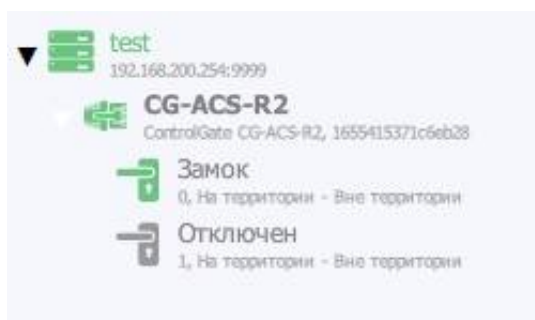 test
192.168.200.254:9999
CG-ACS-R2
ControlGate CG-ACS-R2, 1655415371c6eb28
Замок
0, На территории - Вне территории
Отключен
1, На территории - Вне территории